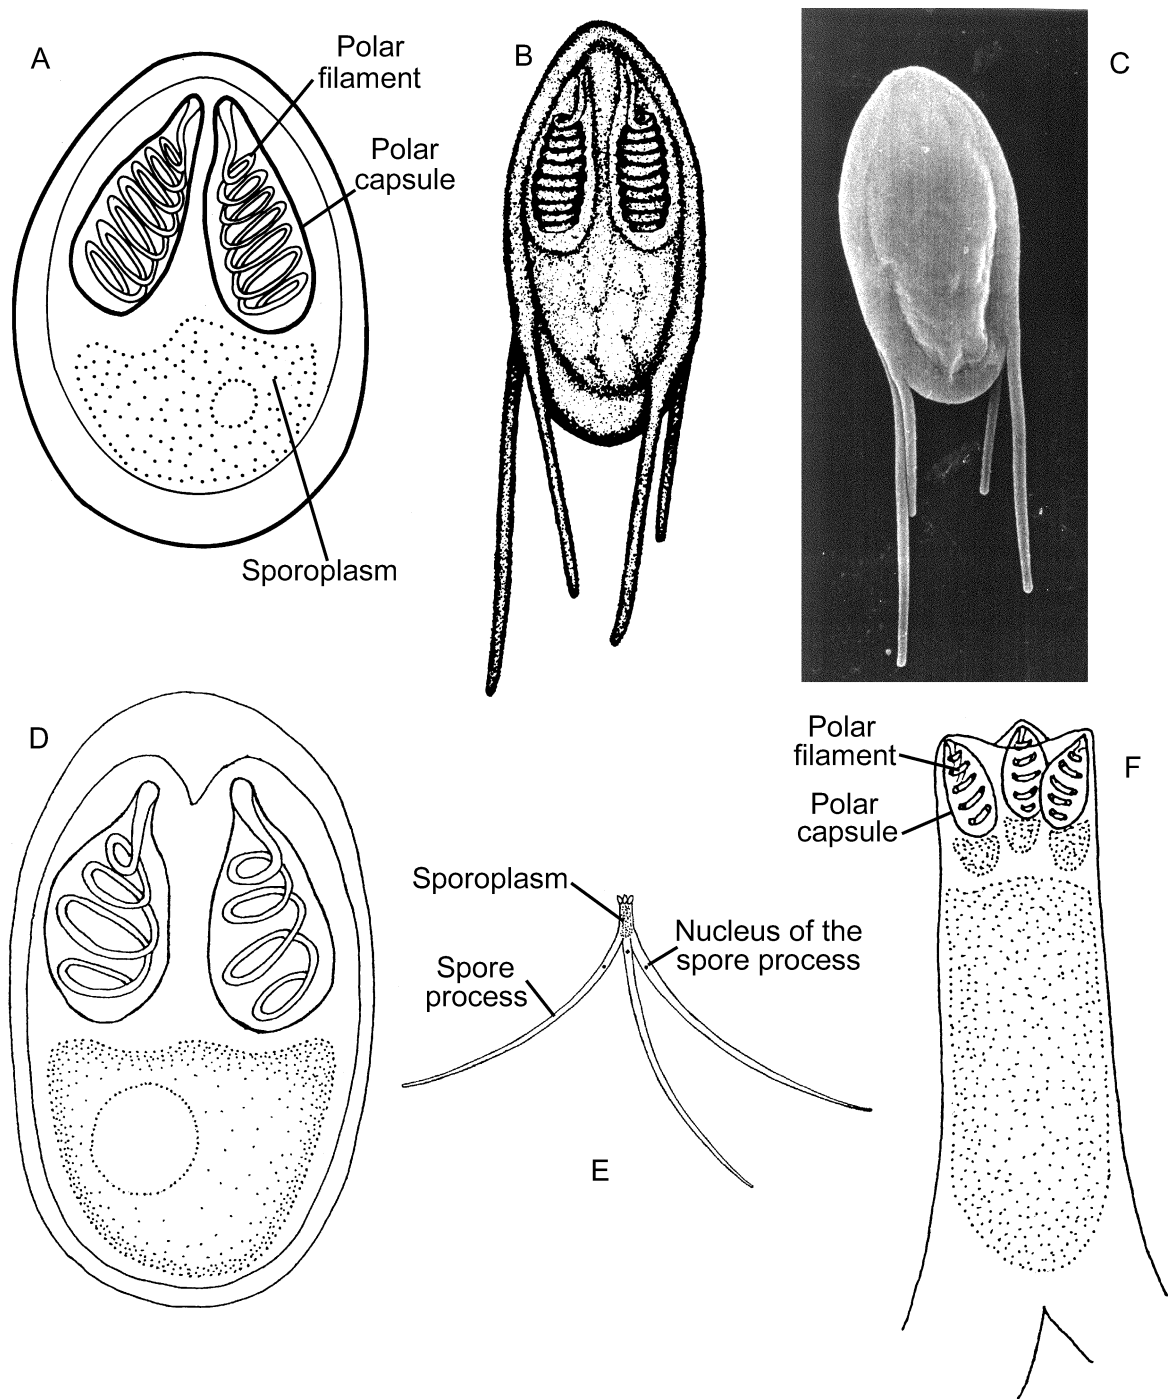 A
Polar
filament
Polar
capsule
Sporoplasm
B
C
D
Sporoplasm
Nucleus of the
spore process
Spore
process
E
Polar
filament
Polar
capsule
F